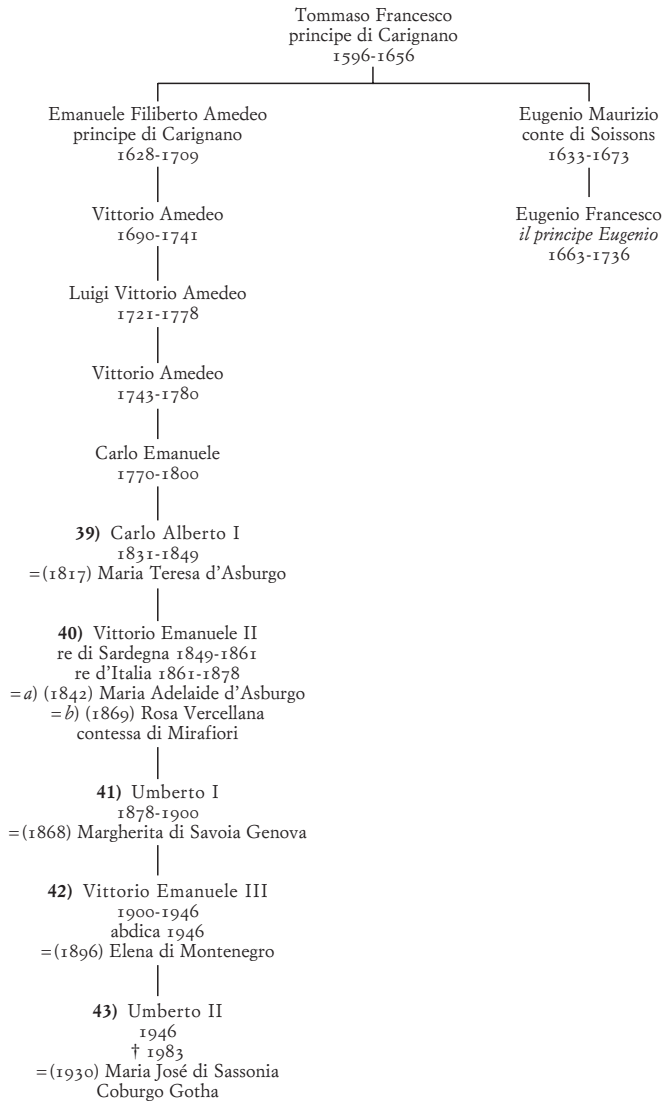 Tommaso Francesco
principe di Carignano
1596-1656
Emanuele Filiberto Amedeo
principe di Carignano
1628-1709
Eugenio Maurizio
conte di Soissons
1633-1673
Vittorio Amedeo
1690-1741
Eugenio Francesco
il principe Eugenio
1663-1736
Luigi Vittorio Amedeo
1721-1778
Vittorio Amedeo
1743-1780
Carlo Emanuele
1770-1800
39) Carlo Alberto I
1831-1849
=(1817) Maria Teresa d'Asburgo
40) Vittorio Emanuele II
re di Sardegna 1849-1861
re d'Italia 1861-1878
=a) (1842) Maria Adelaide d'Asburgo
=b) (1869) Rosa Vercellana
contessa di Mirafiori
41) Umberto I
1878-1900
=(1868) Margherita di Savoia Genova
42) Vittorio Emanuele III
1900-1946
abdica 1946
=(1896) Elena di Montenegro
43) Umberto II
1946
† 1983
=(1930) Maria José di Sassonia
Coburgo Gotha